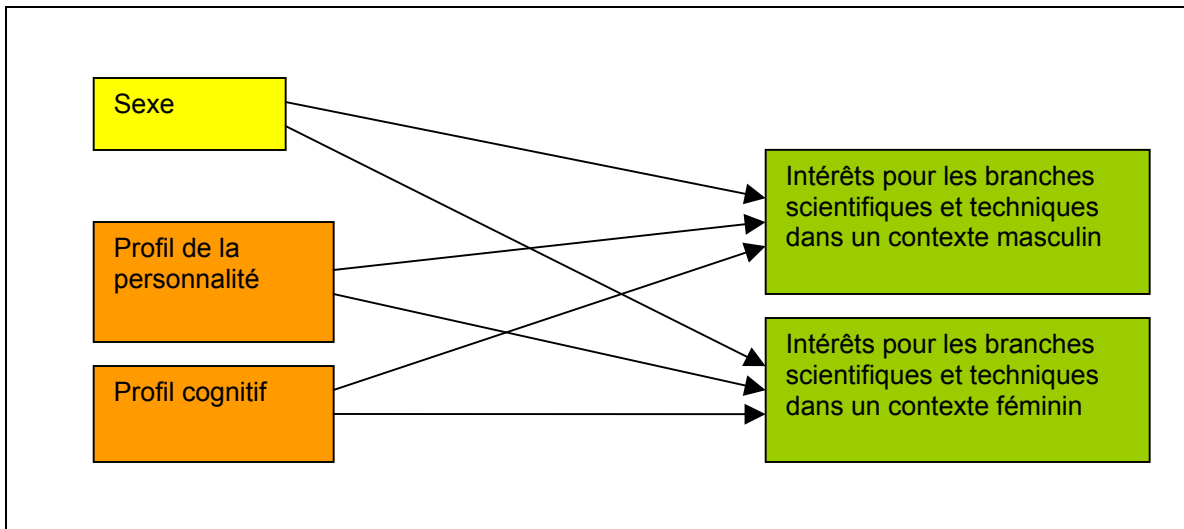 Sexe
Profil de la
personnalité
Profil cognitif
Intérêts pour les branches
scientifiques et techniques
dans un contexte masculin
Intérêts pour les branches
scientifiques et techniques
dans un contexte féminin